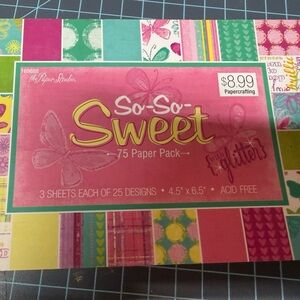 the Paper Studio
$8.99
Papercrafting
So-So-
Sweet
75 Paper Pack
glitter
3 SHEETS EACH OF 25 DESIGNS • 4.5" x 6.5" • ACID FREE